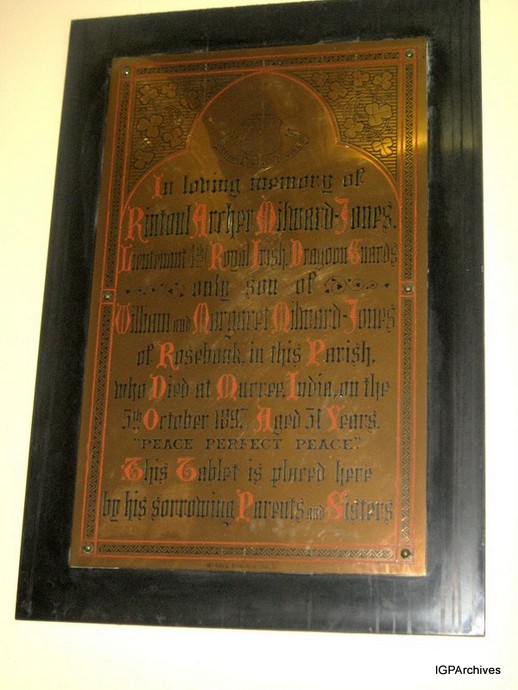 In loving memory of
Rintoul Archer Milward-Jones.
Lieutenant Royal Irish Dragoon Guards
only son of
William and Margaret Milward-Jones
of Rosebank, in this Parish,
who Died at Murree, India, on the
5th October Aged 31 Years.
"PEACE PERFECT PEACE."
This Tablet is placed here
by his sorrowing Parents and Sisters
IGPArchives